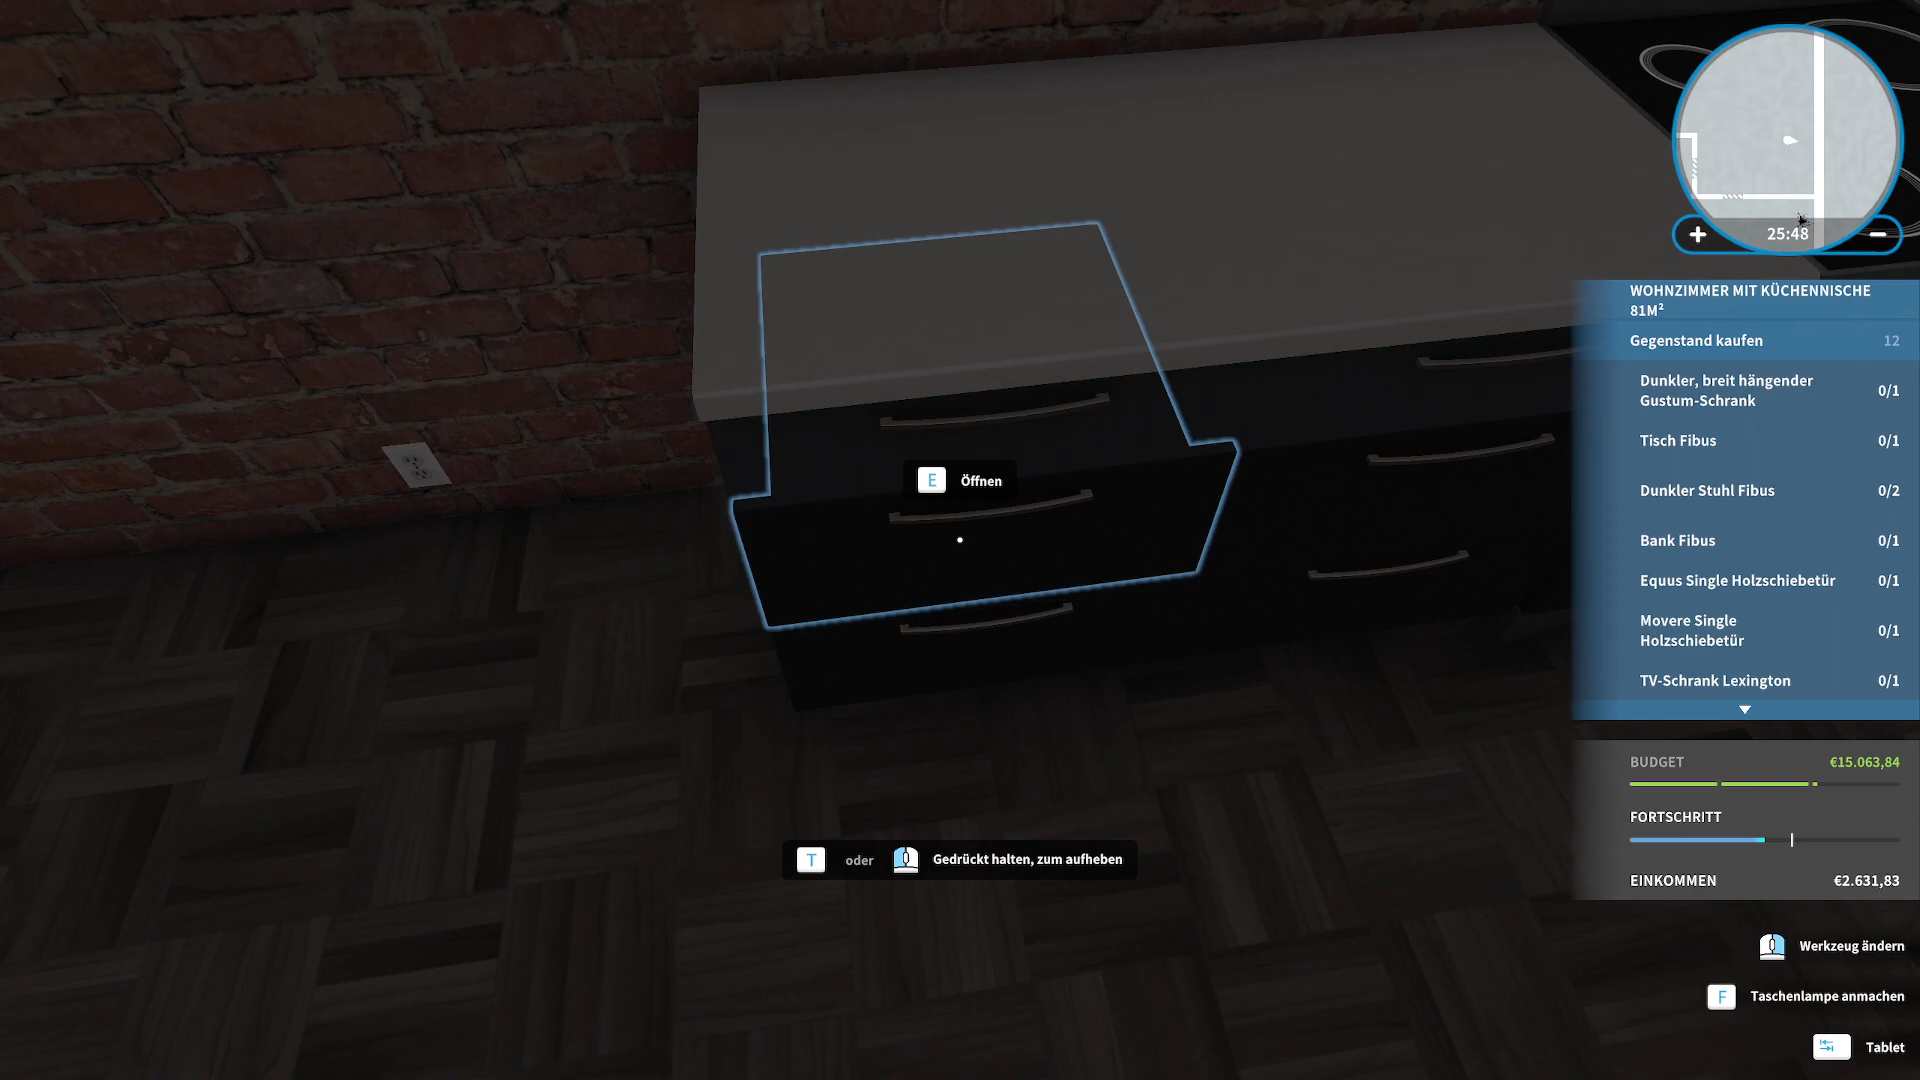 25:48
WOHNZIMMER MIT KÜCHENNISCHE
81M²
Gegenstand kaufen 12
Dunkler, breit hängender
Gustum-Schrank 0/1
Tisch Fibus 0/1
Dunkler Stuhl Fibus 0/2
Bank Fibus 0/1
Equus Single Holzschiebetür 0/1
Movere Single
Holzschiebetür 0/1
TV-Schrank Lexington 0/1
E Öffnen
BUDGET €15.063,84
FORTSCHRITT
T oder Gedrückt halten, zum aufheben
EINKOMMEN €2.631,83
Werkzeug ändern
F Taschenlampe anmachen
Tablet